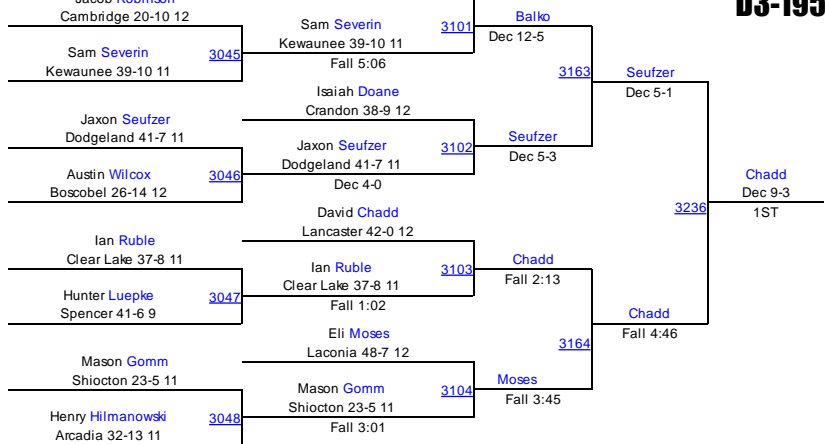 D3-195
Jacob Robinson
Cambridge 20-10 12
Sam Severin
Kewaunee 39-10 11
3045
Jaxon Seufzer
Dodgeland 41-7 11
Austin Wilcox
Boscobel 26-14 12
3046
Ian Ruble
Clear Lake 37-8 11
Hunter Luepke
Spencer 41-6 9
3047
Mason Gomm
Shiocton 23-5 11
Henry Hilmanowski
Arcadia 32-13 11
3048
Sam Severin
Kewaunee 39-10 11
Fall 5:06
3101
Isaiah Doane
Crandon 38-9 12
Jaxon Seufzer
Dodgeland 41-7 11
Dec 4-0
3102
David Chadd
Lancaster 42-0 12
Ian Ruble
Clear Lake 37-8 11
Fall 1:02
3103
Eli Moses
Laconia 48-7 12
Mason Gomm
Shiocton 23-5 11
Fall 3:01
3104
Balko
Dec 12-5
3163
Seufzer
Dec 5-3
Chadd
Fall 2:13
3164
Moses
Fall 3:45
Seufzer
Dec 5-1
3236
Chadd
Fall 4:46
Chadd
Dec 9-3
1ST